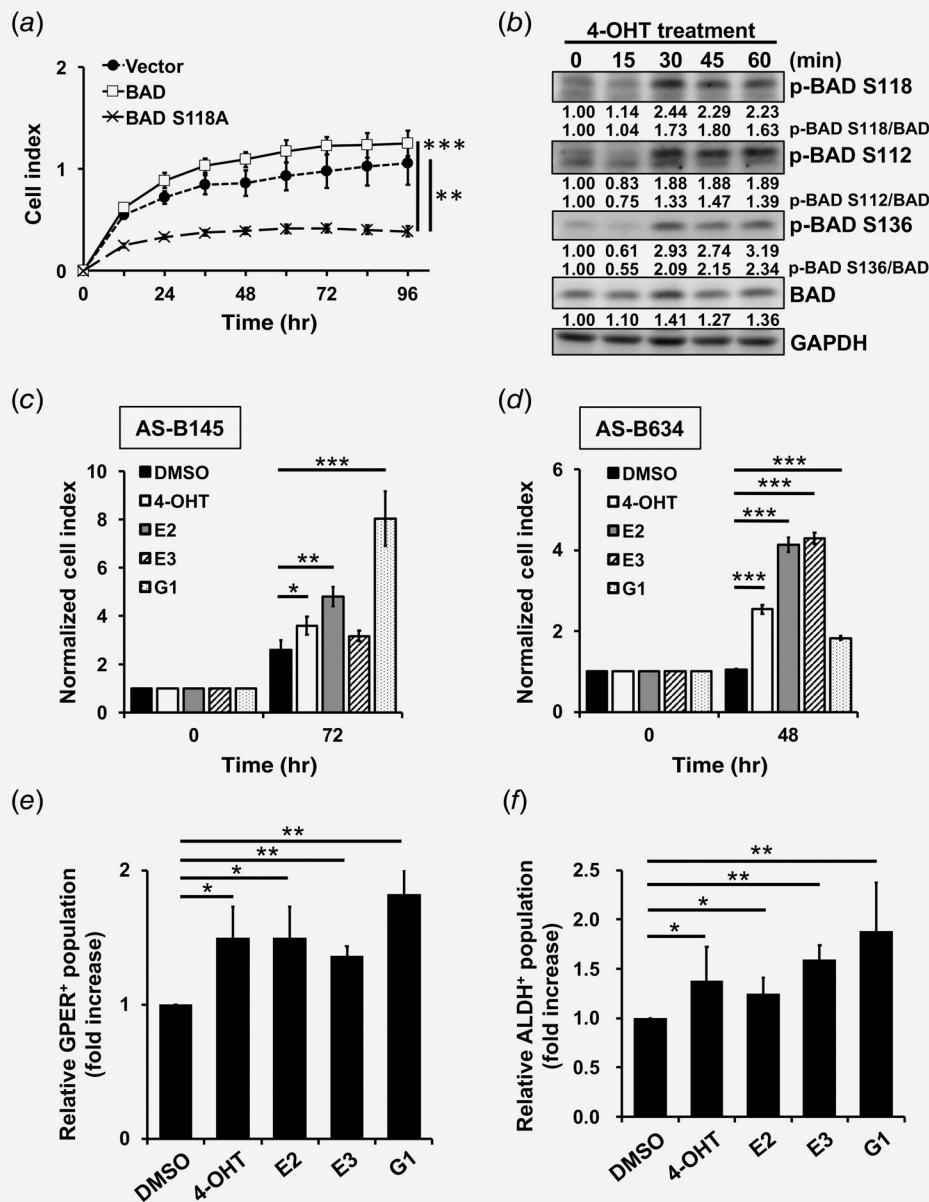 (a)
2
1
0
Cell index
Vector
BAD
BAD S118A
***
**
0 24 48 72 96
Time (hr)
(b)
4-OHT treatment
0 15 30 45 60 (min)
p-BAD S118
1.00 1.14 2.44 2.29 2.23
1.00 1.04 1.73 1.80 1.63 p-BAD S118/BAD
p-BAD S112
1.00 0.83 1.88 1.88 1.89
1.00 0.75 1.33 1.47 1.39 p-BAD S112/BAD
p-BAD S136
1.00 0.61 2.93 2.74 3.19
1.00 0.55 2.09 2.15 2.34 p-BAD S136/BAD
BAD
1.00 1.10 1.41 1.27 1.36
GAPDH
(c)
AS-B145
Normalized cell index
10
8
6
4
2
0
DMSO
4-OHT
E2
E3
G1
***
**
*
0 72
Time (hr)
(d)
AS-B634
Normalized cell index
6
4
2
0
DMSO
4-OHT
E2
E3
G1
***
***
***
***
0 48
Time (hr)
(e)
Relative GPER+ population
(fold increase)
2
1
0
**
**
*
*
DMSO 4-OHT E2 E3 G1
(f)
Relative ALDH+ population
(fold increase)
2.5
2.0
1.5
1.0
0.5
0.0
**
**
*
*
DMSO 4-OHT E2 E3 G1